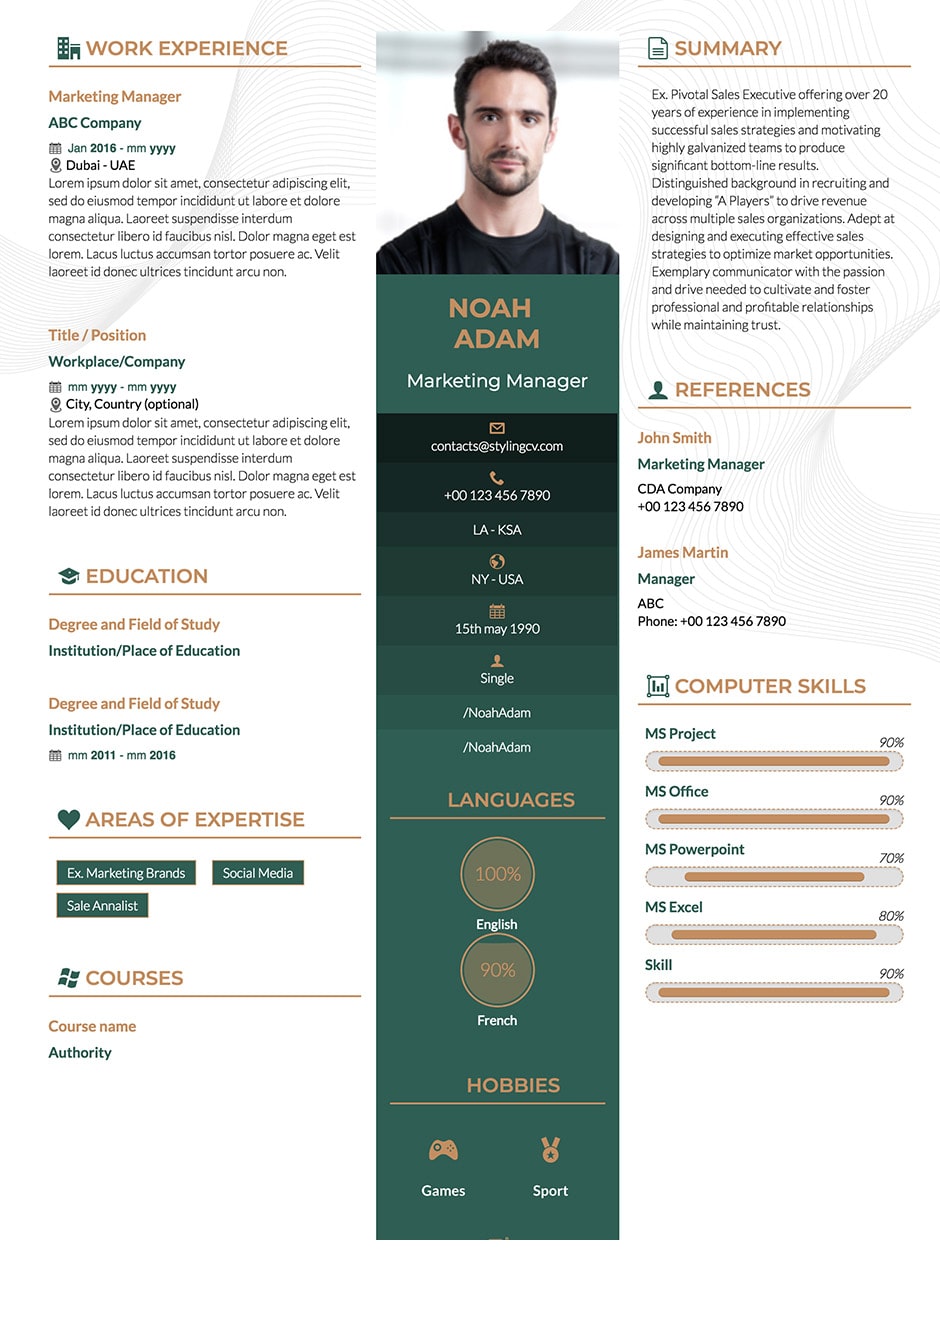 WORK EXPERIENCE
Marketing Manager
ABC Company
Jan 2016 - mm yyyy
Dubai - UAE
Lorem ipsum dolor sit amet, consectetur adipiscing elit,
sed do eiusmod tempor incididunt ut labore et dolore
magna aliqua. Laoreet suspendisse interdum
consectetur libero id faucibus nisl. Dolor magna eget est
lorem. Lacus luctus accumsan tortor posuere ac. Velit
laoreet id donec ultrices tincidunt arcu non.
Title / Position
Workplace/Company
mm yyyy - mm yyyy
City, Country (optional)
Lorem ipsum dolor sit amet, consectetur adipiscing elit,
sed do eiusmod tempor incididunt ut labore et dolore
magna aliqua. Laoreet suspendisse interdum
consectetur libero id faucibus nisl. Dolor magna eget est
lorem. Lacus luctus accumsan tortor posuere ac. Velit
laoreet id donec ultrices tincidunt arcu non.
EDUCATION
Degree and Field of Study
Institution/Place of Education
Degree and Field of Study
Institution/Place of Education
mm 2011 - mm 2016
AREAS OF EXPERTISE
Ex. Marketing Brands
Social Media
Sale Annalist
COURSES
Course name
Authority
NOAH
ADAM
Marketing Manager
contacts@stylingcv.com
+00 123 456 7890
LA - KSA
NY - USA
15th may 1990
Single
/NoahAdam
/NoahAdam
LANGUAGES
100%
English
90%
French
HOBBIES
Games
Sport
SUMMARY
Ex. Pivotal Sales Executive offering over 20
years of experience in implementing
successful sales strategies and motivating
highly galvanized teams to produce
significant bottom-line results.
Distinguished background in recruiting and
developing “A Players” to drive revenue
across multiple sales organizations. Adept at
designing and executing effective sales
strategies to optimize market opportunities.
Exemplary communicator with the passion
and drive needed to cultivate and foster
professional and profitable relationships
while maintaining trust.
REFERENCES
John Smith
Marketing Manager
CDA Company
+00 123 456 7890
James Martin
Manager
ABC
Phone: +00 123 456 7890
COMPUTER SKILLS
MS Project
90%
MS Office
90%
MS Powerpoint
70%
MS Excel
80%
Skill
90%